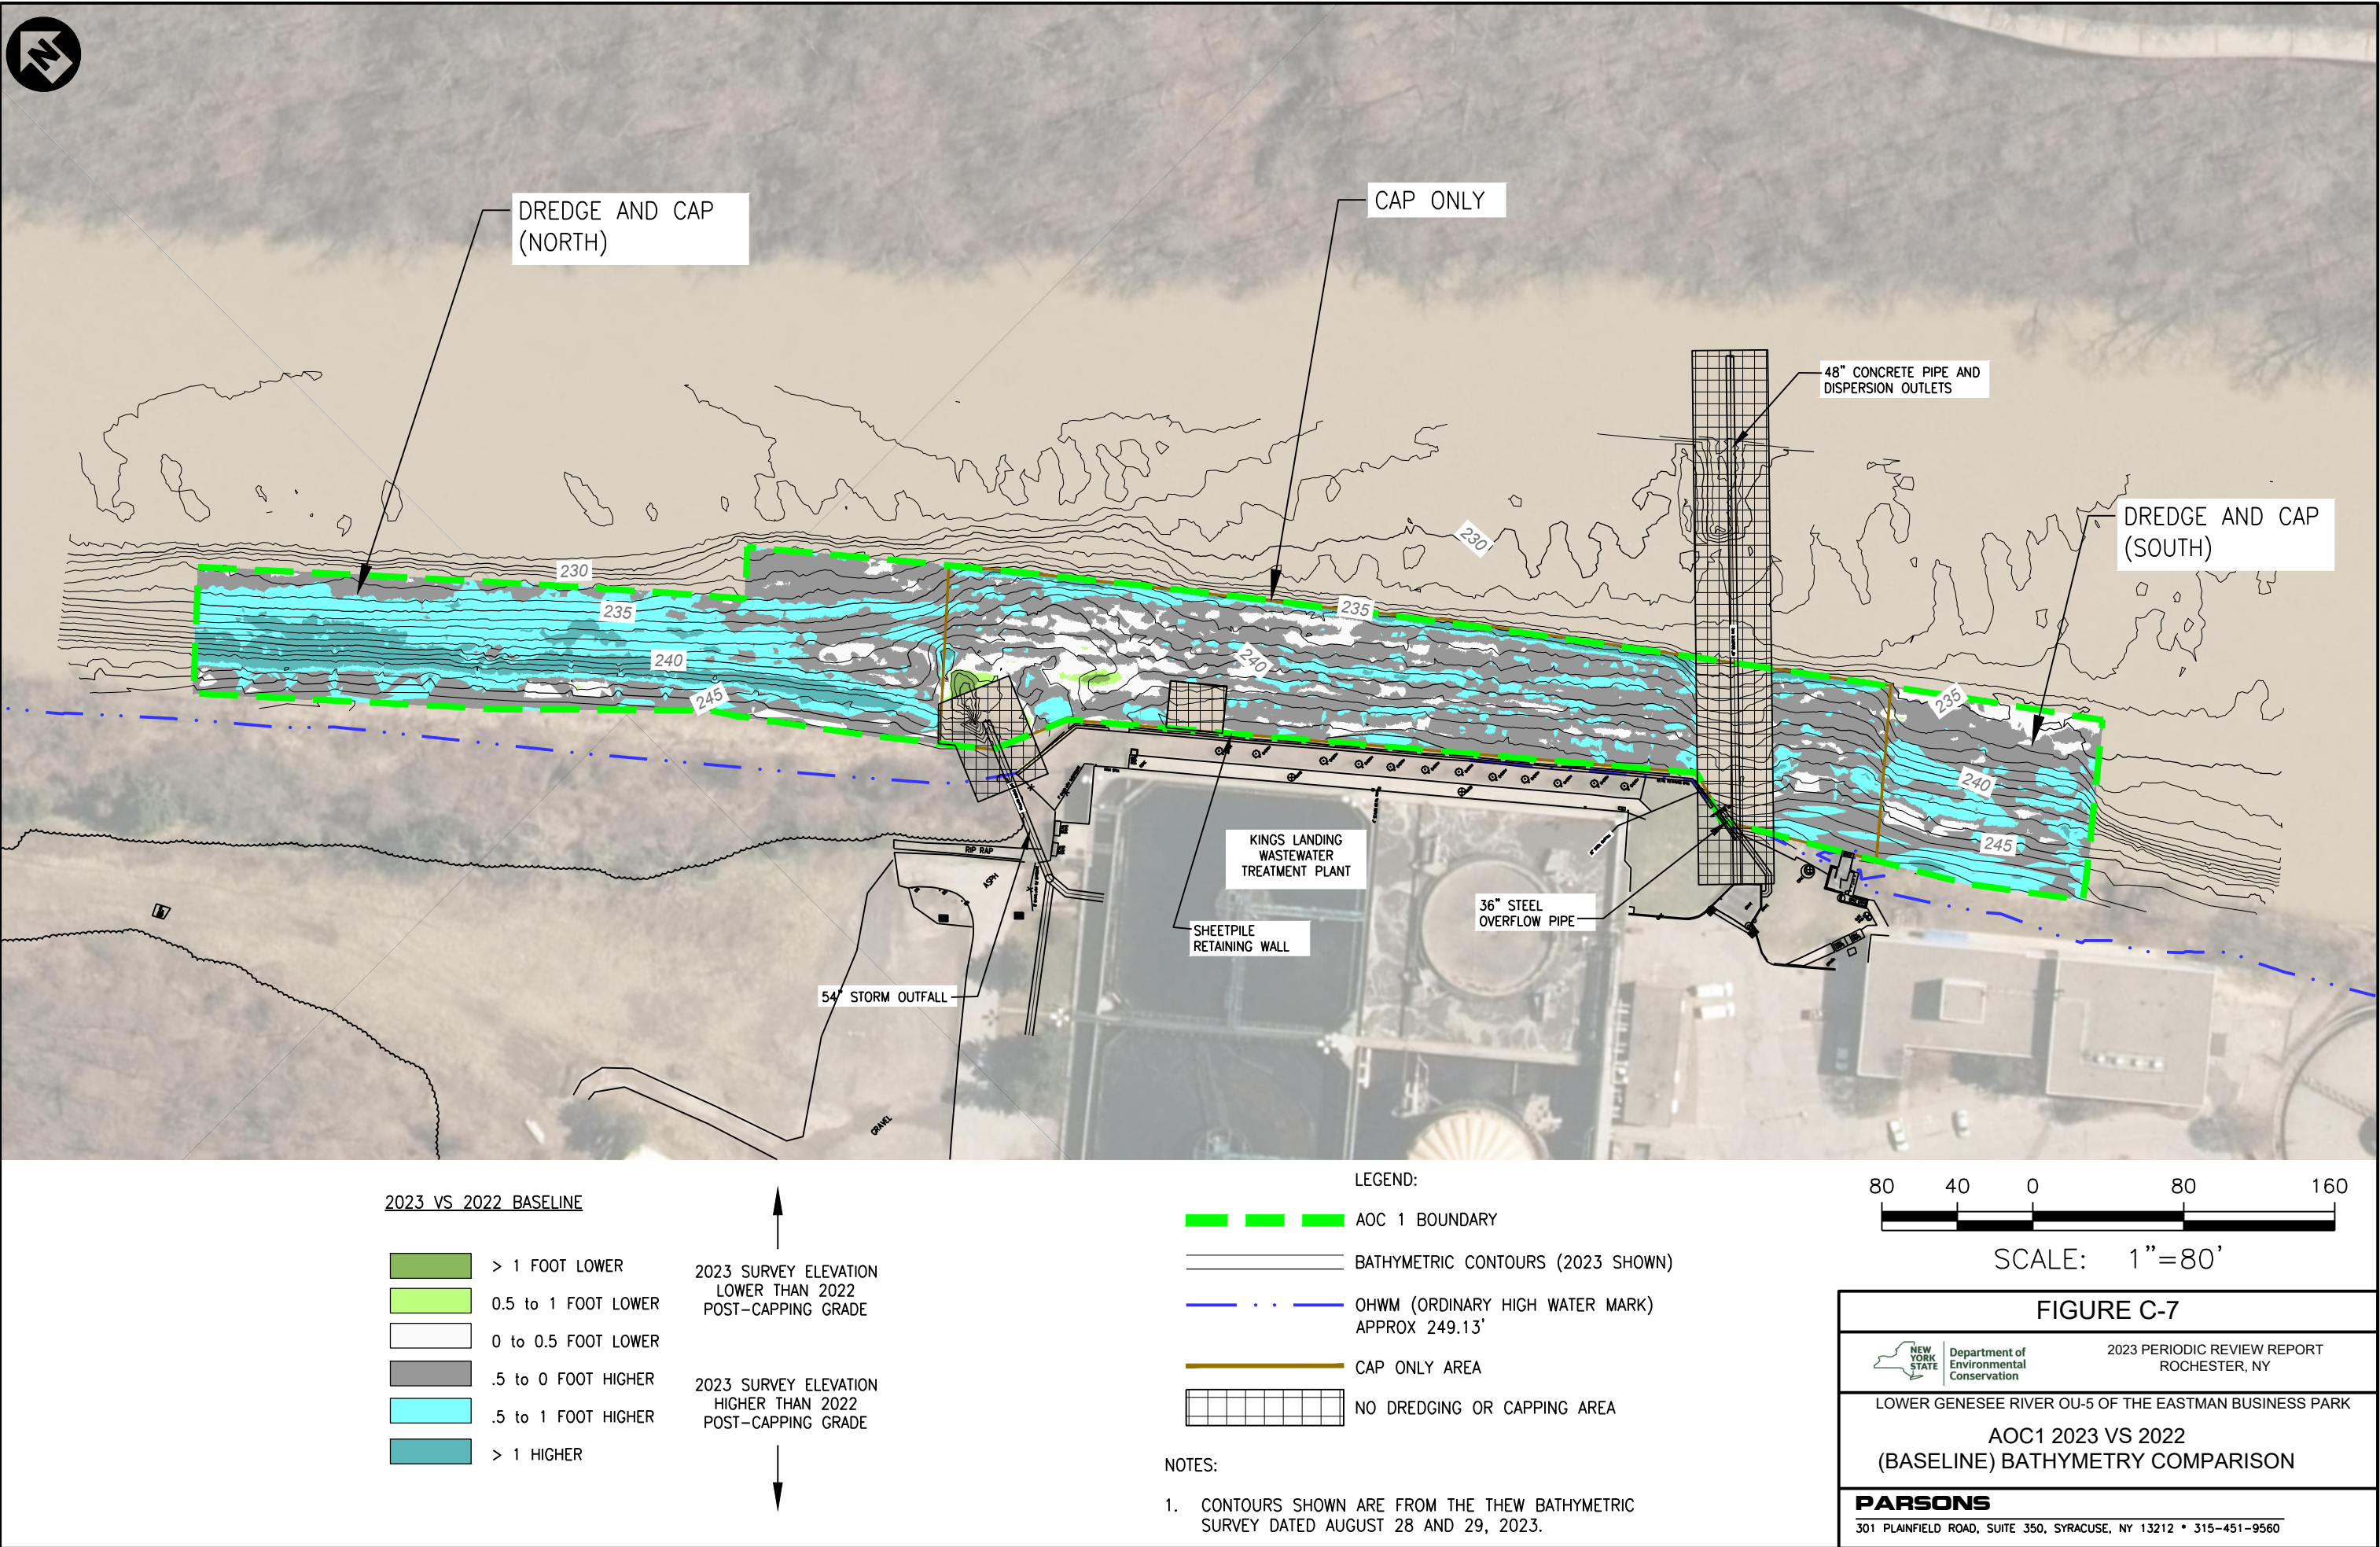 N
DREDGE AND CAP
(NORTH)
CAP ONLY
48" CONCRETE PIPE AND
DISPERSION OUTLETS
DREDGE AND CAP
(SOUTH)
230
230
235
235
235
240
240
240
245
245
RIP RAP
ASPH
GRAVEL
KINGS LANDING
WASTEWATER
TREATMENT PLANT
SHEETPILE
RETAINING WALL
36" STEEL
OVERFLOW PIPE
54" STORM OUTFALL
2023 VS 2022 BASELINE
> 1 FOOT LOWER
0.5 to 1 FOOT LOWER
0 to 0.5 FOOT LOWER
.5 to 0 FOOT HIGHER
.5 to 1 FOOT HIGHER
> 1 HIGHER
2023 SURVEY ELEVATION
LOWER THAN 2022
POST-CAPPING GRADE
2023 SURVEY ELEVATION
HIGHER THAN 2022
POST-CAPPING GRADE
LEGEND:
AOC 1 BOUNDARY
BATHYMETRIC CONTOURS (2023 SHOWN)
OHWM (ORDINARY HIGH WATER MARK)
APPROX 249.13'
CAP ONLY AREA
NO DREDGING OR CAPPING AREA
NOTES:
1. CONTOURS SHOWN ARE FROM THE THEW BATHYMETRIC
SURVEY DATED AUGUST 28 AND 29, 2023.
80 40 0 80 160
SCALE: 1"=80'
FIGURE C-7
NEW
YORK
STATE
Department of
Environmental
Conservation
2023 PERIODIC REVIEW REPORT
ROCHESTER, NY
LOWER GENESEE RIVER OU-5 OF THE EASTMAN BUSINESS PARK
AOC1 2023 VS 2022
(BASELINE) BATHYMETRY COMPARISON
PARSONS
301 PLAINFIELD ROAD, SUITE 350, SYRACUSE, NY 13212 * 315-451-9560